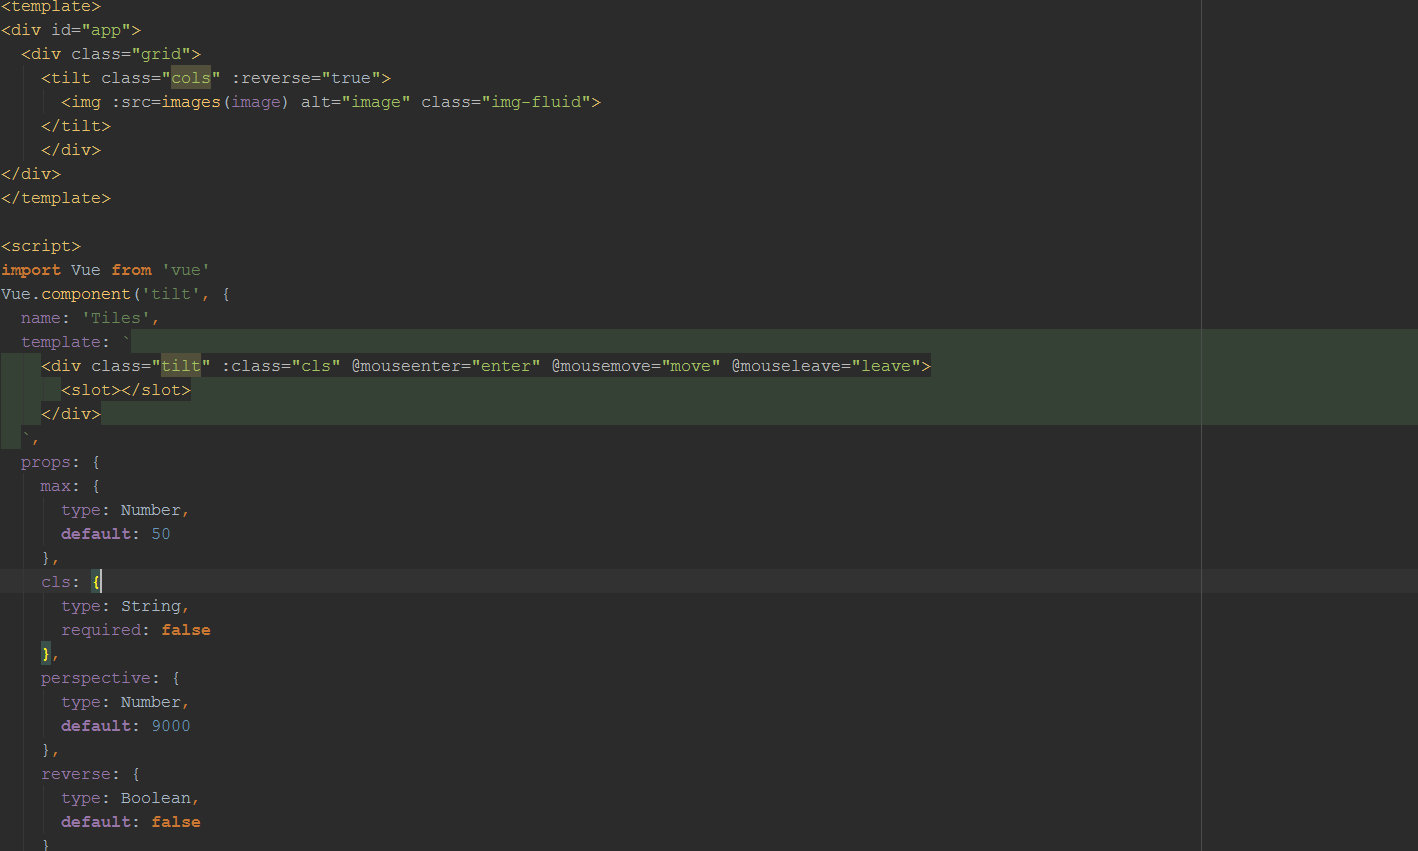 <template>
<div id="app">
  <div class="grid">
    <tilt class="cols" :reverse="true">
      <img :src=images(image) alt="image" class="img-fluid">
    </tilt>
    </div>
</div>
</template>

<script>
import Vue from 'vue'
Vue.component('tilt', {
  name: 'Tiles',
  template: `
    <div class="tilt" :class="cls" @mouseenter="enter" @mousemove="move" @mouseleave="leave">
      <slot></slot>
    </div>
  `,
  props: {
    max: {
      type: Number,
      default: 50
    },
    cls: {
      type: String,
      required: false
    },
    perspective: {
      type: Number,
      default: 9000
    },
    reverse: {
      type: Boolean,
      default: false
    }